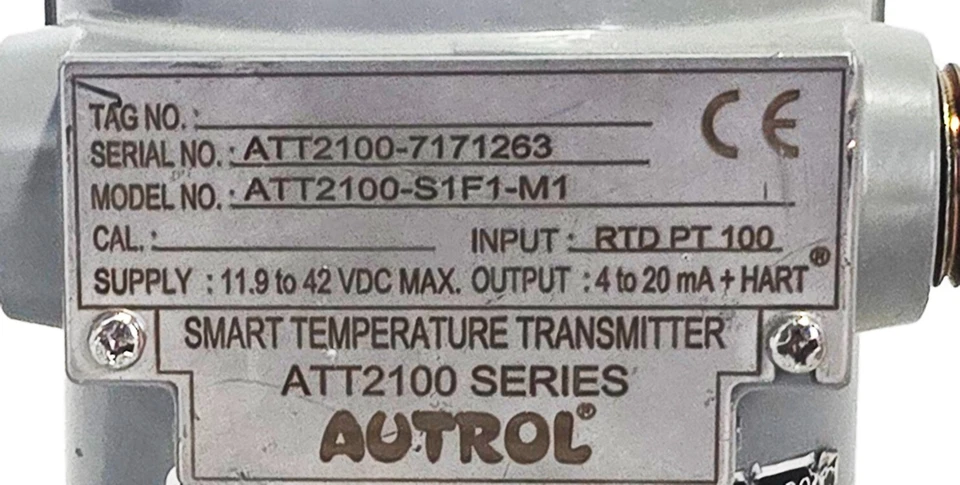 TAG NO. :
CE
SERIAL NO. : ATT2100-7171263
MODEL NO. : ATT2100-S1F1-M1
CAL. : INPUT : RTD PT 100
SUPPLY : 11.9 to 42 VDC MAX. OUTPUT : 4 to 20 mA + HART®
SMART TEMPERATURE TRANSMITTER
ATT2100 SERIES
AUTROL®